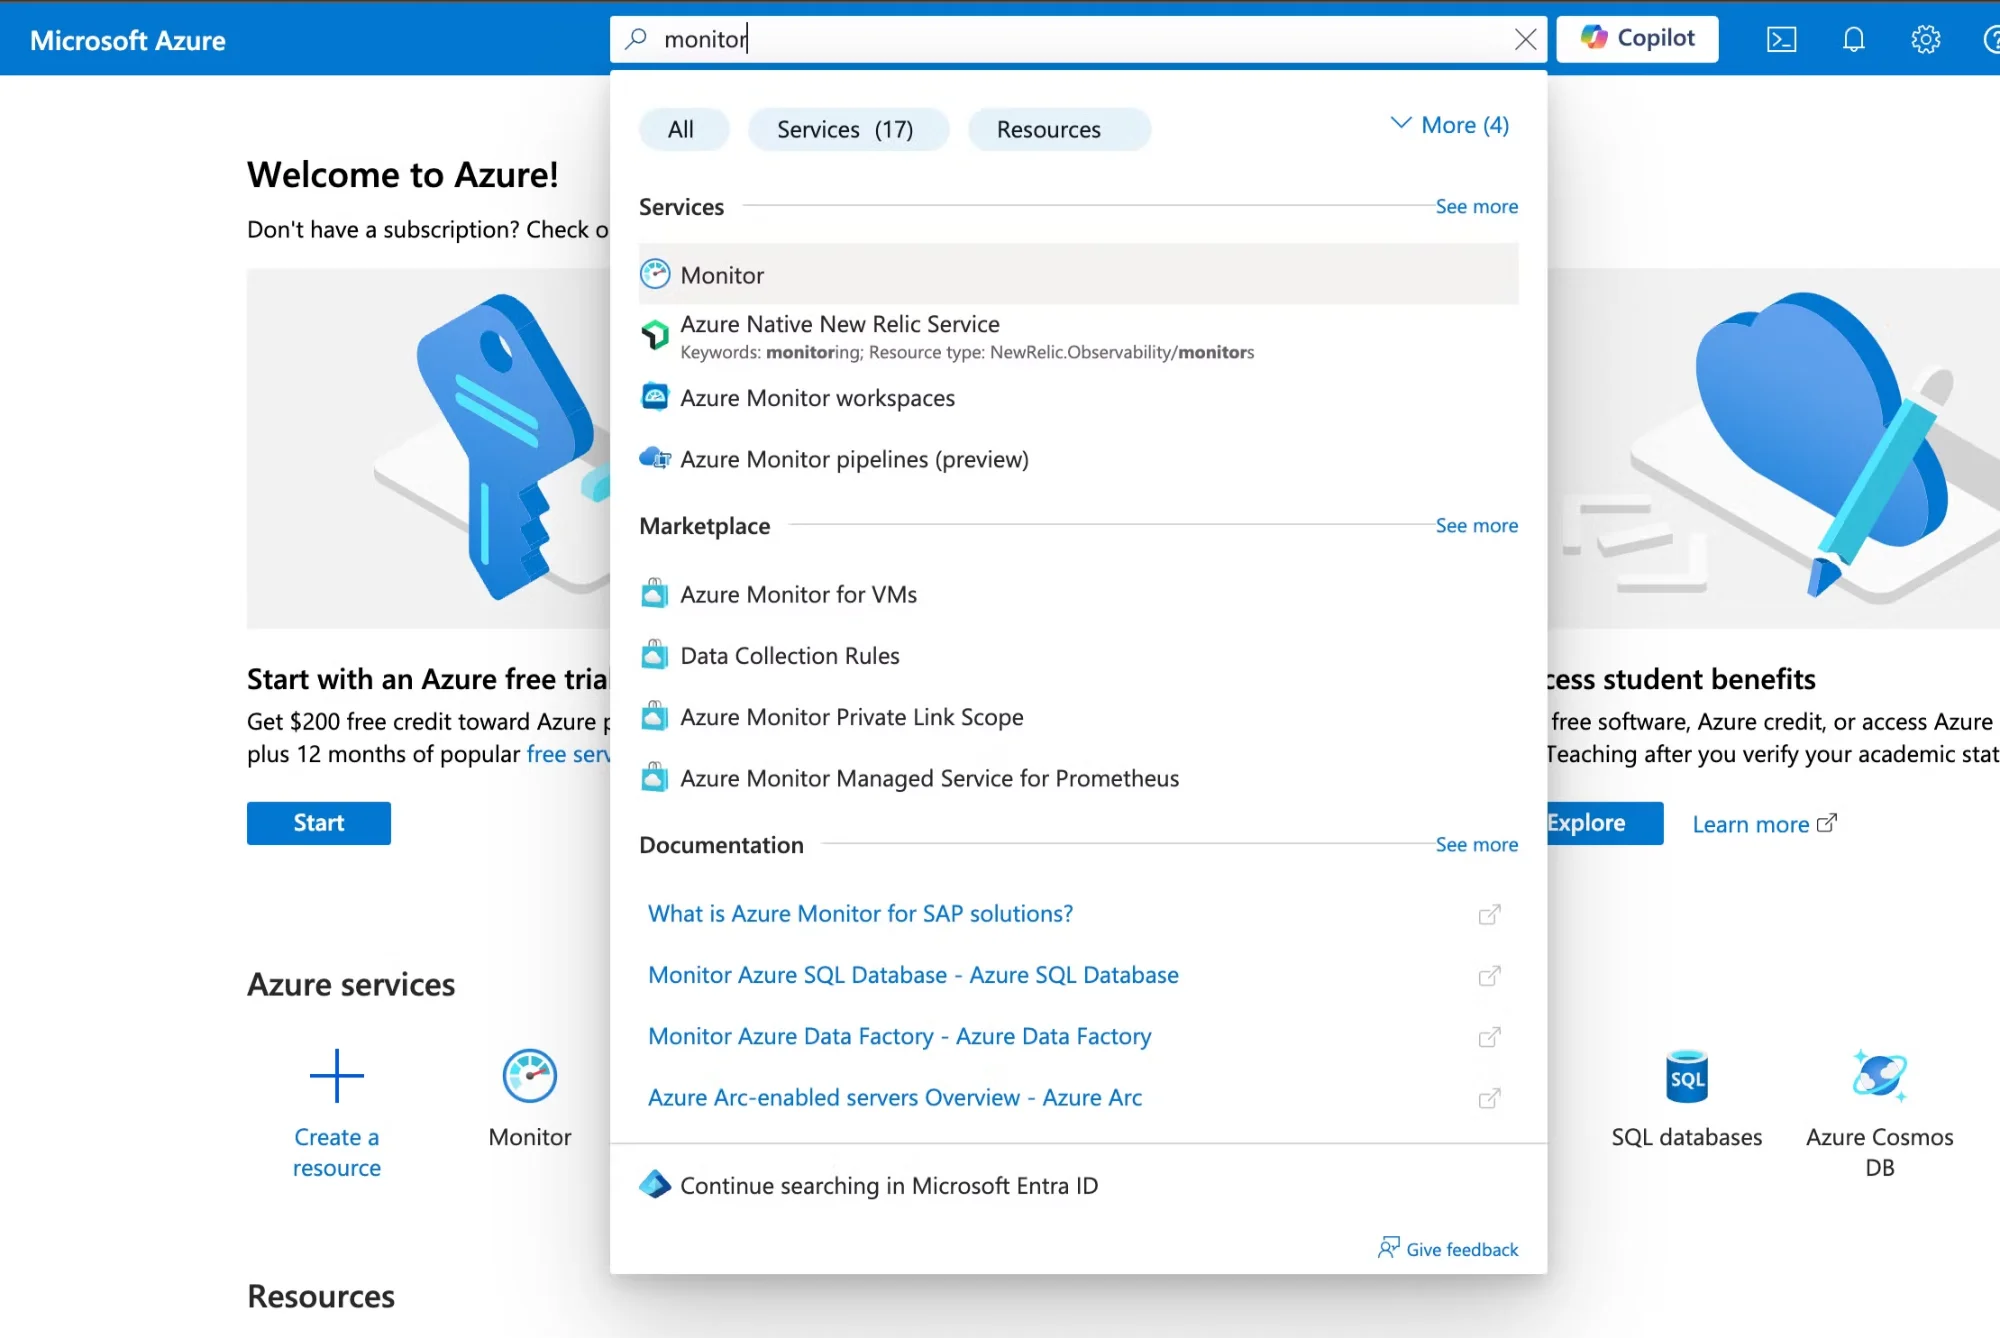 Microsoft Azure
monitor
Copilot
All
Services (17)
Resources
More (4)
Welcome to Azure!
Don't have a subscription? Check o
Services
See more
Monitor
Azure Native New Relic Service
Keywords: monitoring; Resource type: NewRelic.Observability/monitors
Azure Monitor workspaces
Azure Monitor pipelines (preview)
Marketplace
See more
Azure Monitor for VMs
Data Collection Rules
Azure Monitor Private Link Scope
Azure Monitor Managed Service for Prometheus
Documentation
See more
What is Azure Monitor for SAP solutions?
Monitor Azure SQL Database - Azure SQL Database
Monitor Azure Data Factory - Azure Data Factory
Azure Arc-enabled servers Overview - Azure Arc
Continue searching in Microsoft Entra ID
Give feedback
Start with an Azure free trial
Get $200 free credit toward Azure p
plus 12 months of popular free serv
Start
cess student benefits
free software, Azure credit, or access Azure
Teaching after you verify your academic stat
Explore
Learn more
Azure services
Create a
resource
Monitor
SQL
SQL databases
Azure Cosmos
DB
Resources